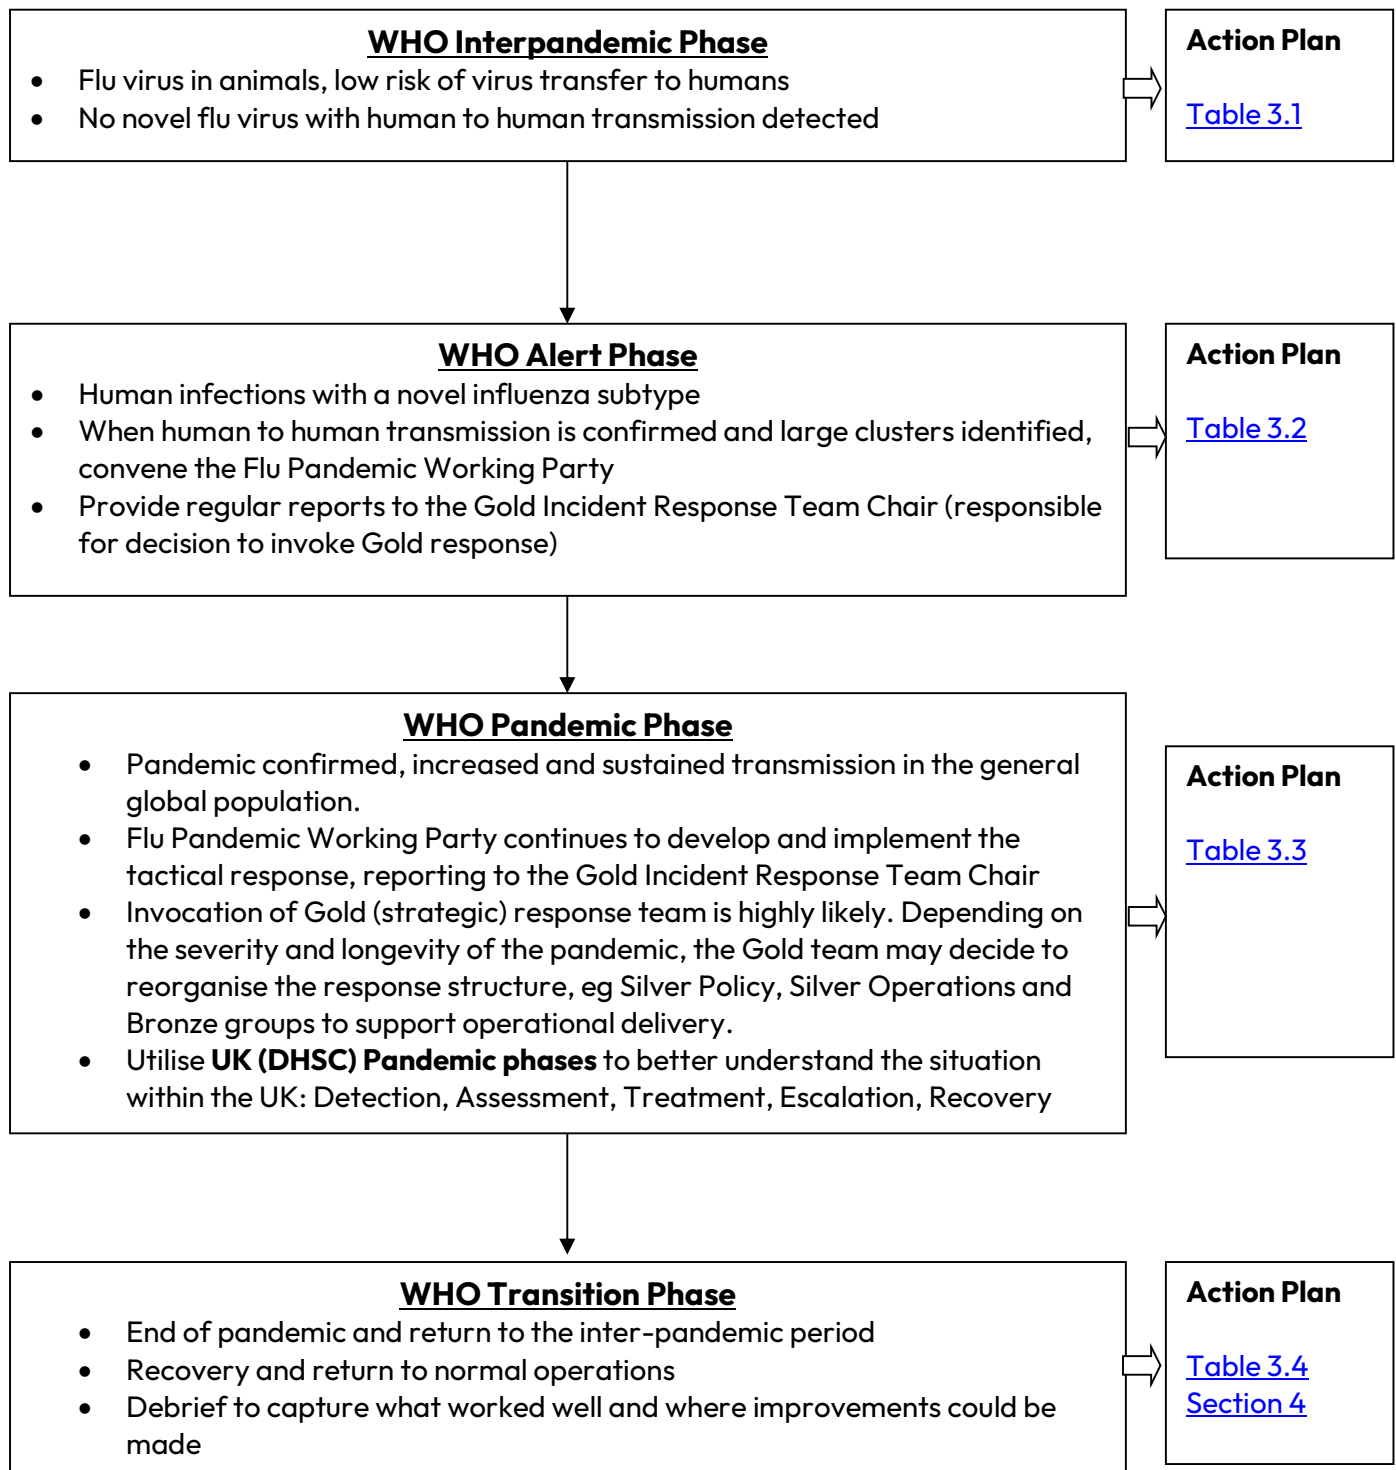 WHO Interpandemic Phase
• Flu virus in animals, low risk of virus transfer to humans
• No novel flu virus with human to human transmission detected
Action Plan
Table 3.1
WHO Alert Phase
• Human infections with a novel influenza subtype
• When human to human transmission is confirmed and large clusters identified,
convene the Flu Pandemic Working Party
• Provide regular reports to the Gold Incident Response Team Chair (responsible
for decision to invoke Gold response)
Action Plan
Table 3.2
WHO Pandemic Phase
• Pandemic confirmed, increased and sustained transmission in the general
global population.
• Flu Pandemic Working Party continues to develop and implement the
tactical response, reporting to the Gold Incident Response Team Chair
• Invocation of Gold (strategic) response team is highly likely. Depending on
the severity and longevity of the pandemic, the Gold team may decide to
reorganise the response structure, eg Silver Policy, Silver Operations and
Bronze groups to support operational delivery.
• Utilise UK (DHSC) Pandemic phases to better understand the situation
within the UK: Detection, Assessment, Treatment, Escalation, Recovery
Action Plan
Table 3.3
WHO Transition Phase
• End of pandemic and return to the inter-pandemic period
• Recovery and return to normal operations
• Debrief to capture what worked well and where improvements could be
made
Action Plan
Table 3.4
Section 4